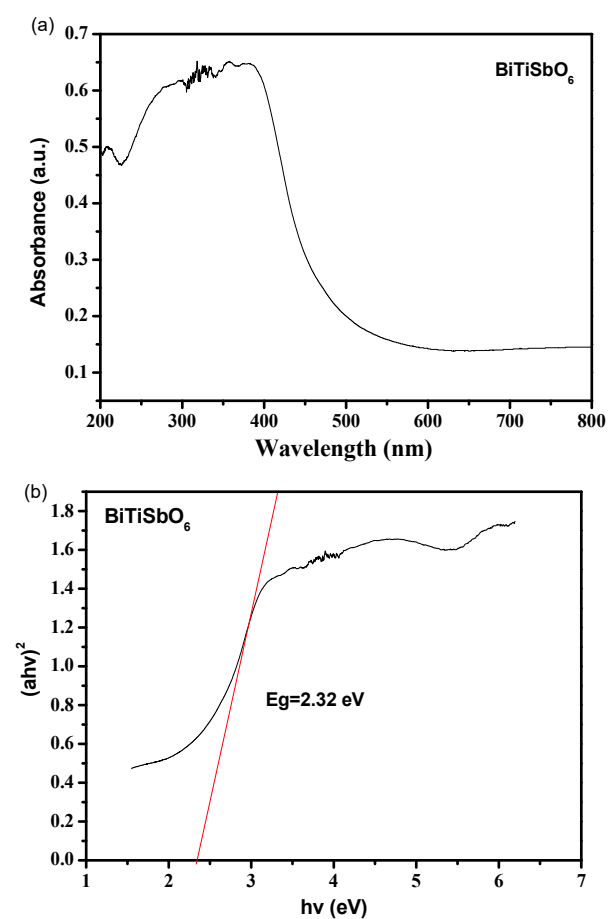 (a)
0.7
0.6
0.5
0.4
0.3
0.2
0.1
Absorbance (a.u.)
BiTiSbO₆
200 300 400 500 600 700 800
Wavelength (nm)
(b)
1.8
1.6
1.4
1.2
1.0
0.8
0.6
0.4
0.2
0.0
(ahv)²
BiTiSbO₆
Eg=2.32 eV
1 2 3 4 5 6 7
hv (eV)